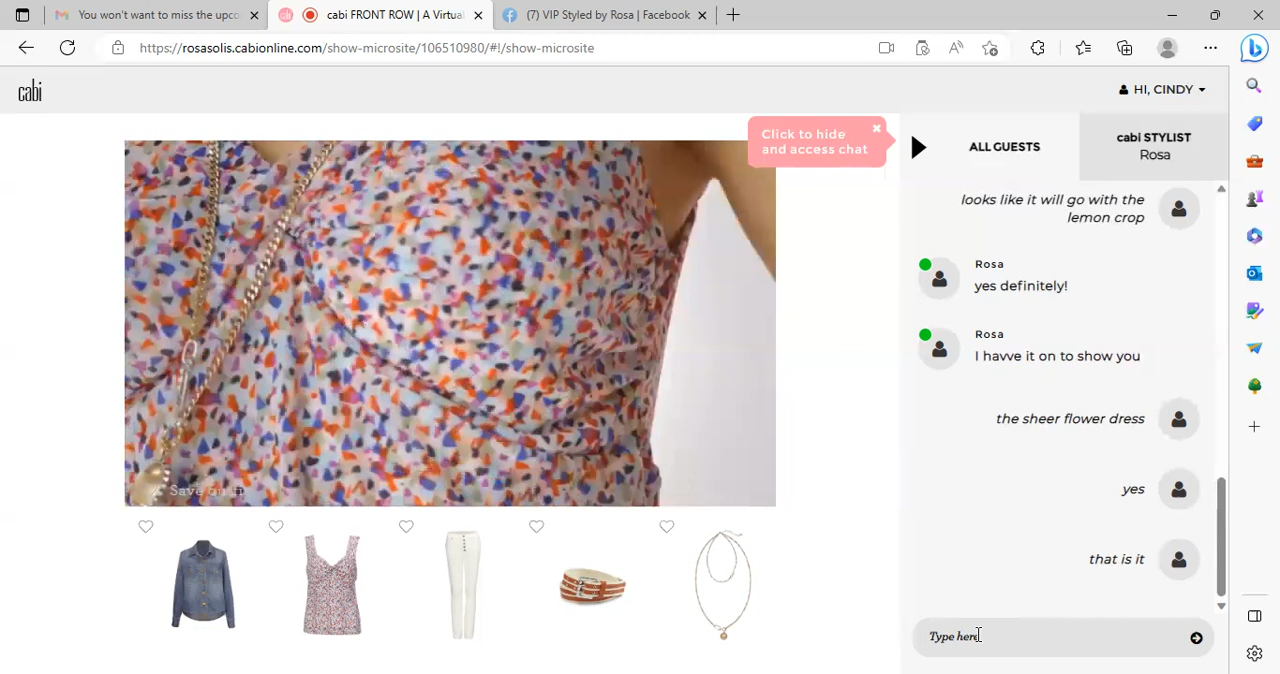 You won't want to miss the upco
cabi FRONT ROW | A Virtual
(7) VIP Styled by Rosa | Facebook
https://rosasolis.cabionline.com/show-microsite/106510980/#!/show-microsite
cabi
HI, CINDY
Click to hide
and access chat
ALL GUESTS
cabi STYLIST
Rosa
looks like it will go with the
lemon crop
Rosa
yes definitely!
Rosa
I havve it on to show you
the sheer flower dress
yes
that is it
Save outfit
Type here